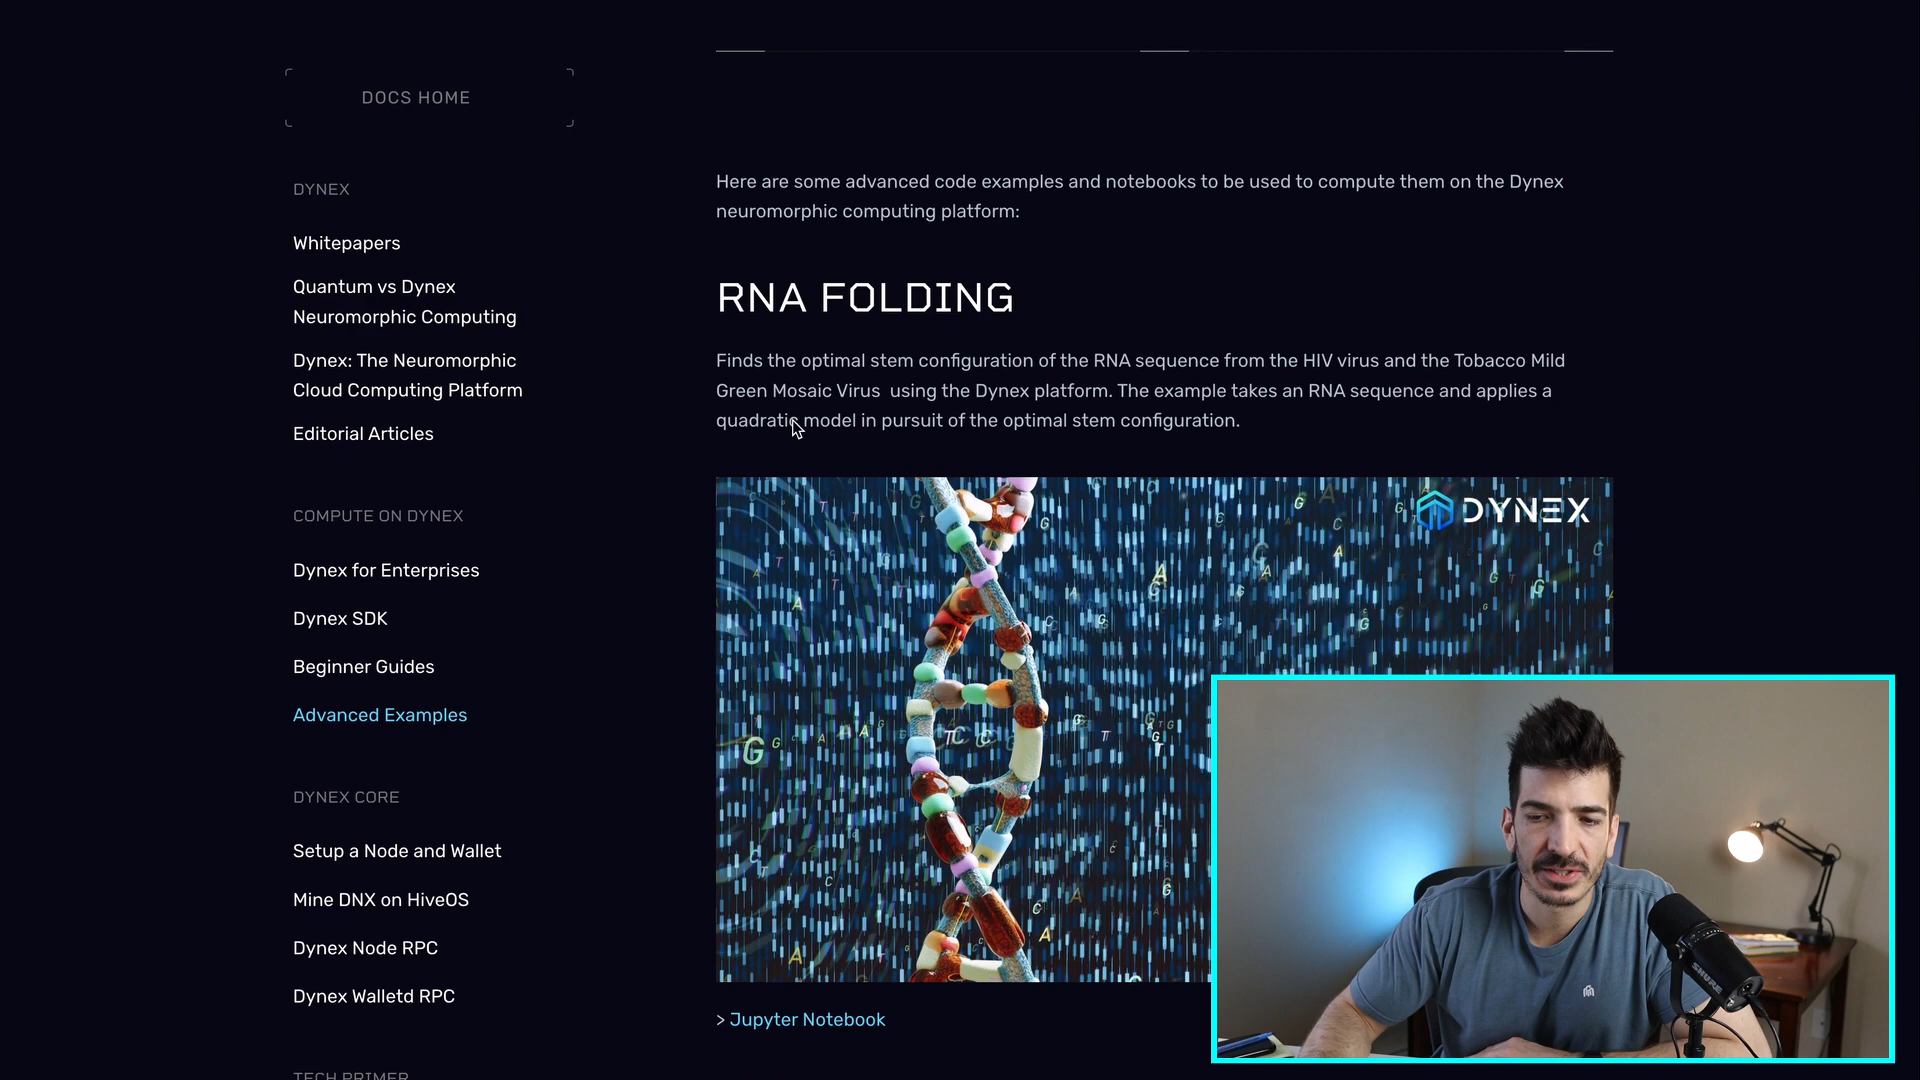 DOCS HOME
DYNEX
Whitepapers
Quantum vs Dynex
Neuromorphic Computing
Dynex: The Neuromorphic
Cloud Computing Platform
Editorial Articles
COMPUTE ON DYNEX
Dynex for Enterprises
Dynex SDK
Beginner Guides
Advanced Examples
DYNEX CORE
Setup a Node and Wallet
Mine DNX on HiveOS
Dynex Node RPC
Dynex Walletd RPC
TECH PRIMER
Here are some advanced code examples and notebooks to be used to compute them on the Dynex
neuromorphic computing platform:
RNA FOLDING
Finds the optimal stem configuration of the RNA sequence from the HIV virus and the Tobacco Mild
Green Mosaic Virus  using the Dynex platform. The example takes an RNA sequence and applies a
quadratic model in pursuit of the optimal stem configuration.
DYNEX
> Jupyter Notebook
SHURE